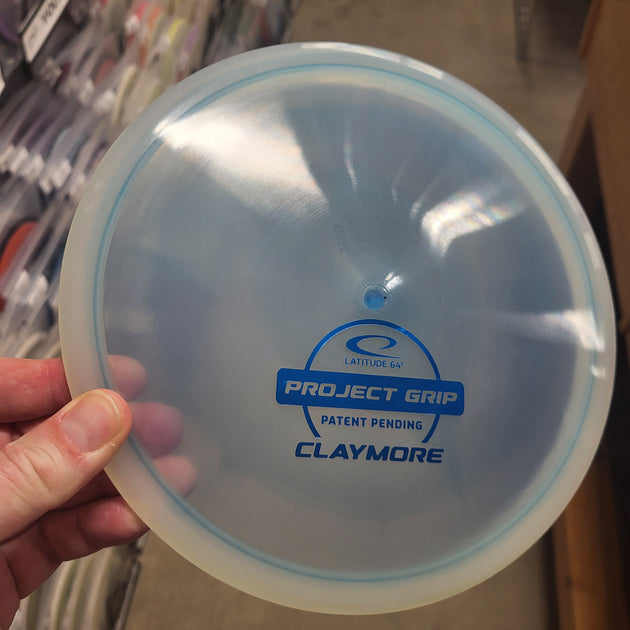 LATITUDE 64°
PROJECT GRIP
PATENT PENDING
CLAYMORE